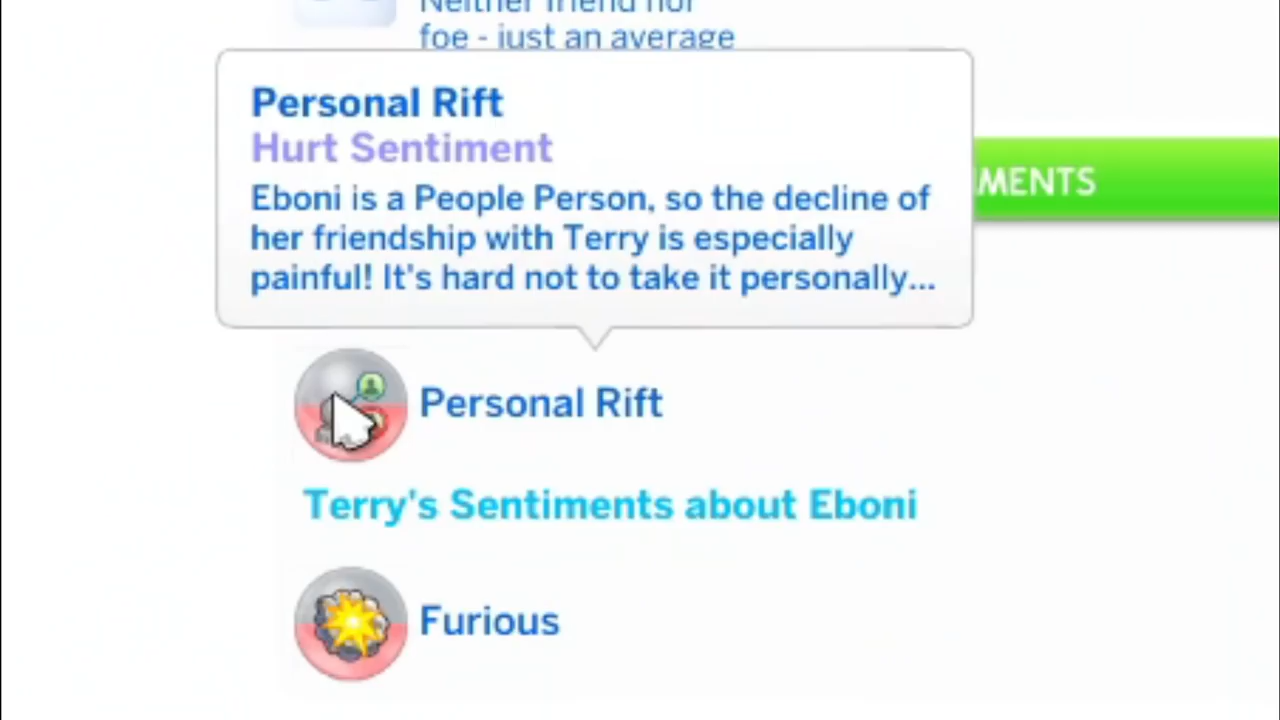 Neither friend nor
foe - just an average
Personal Rift
Hurt Sentiment
Eboni is a People Person, so the decline of
her friendship with Terry is especially
painful! It's hard not to take it personally...
MENTS
Personal Rift
Terry's Sentiments about Eboni
Furious